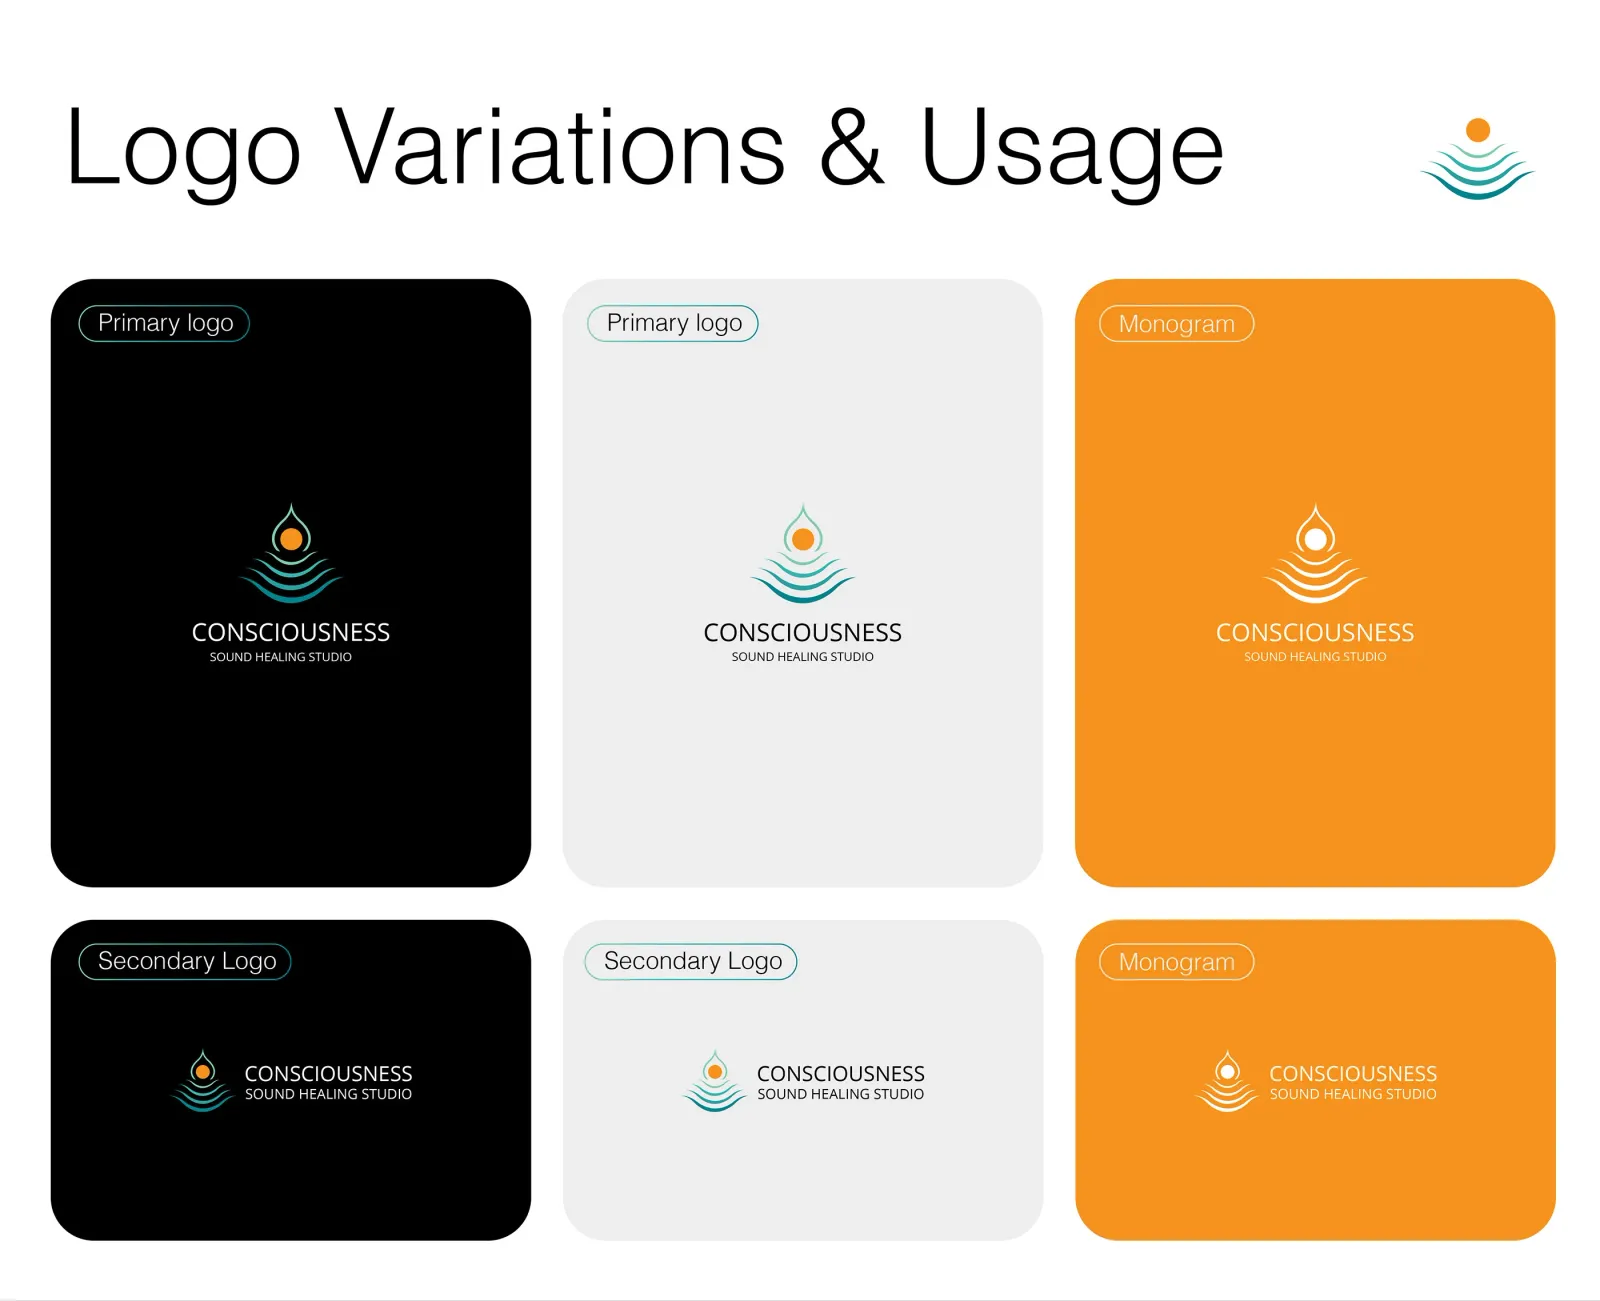 Logo Variations & Usage
Primary logo
CONSCIOUSNESS
SOUND HEALING STUDIO
Primary logo
CONSCIOUSNESS
SOUND HEALING STUDIO
Monogram
CONSCIOUSNESS
SOUND HEALING STUDIO
Secondary Logo
CONSCIOUSNESS
SOUND HEALING STUDIO
Secondary Logo
CONSCIOUSNESS
SOUND HEALING STUDIO
Monogram
CONSCIOUSNESS
SOUND HEALING STUDIO